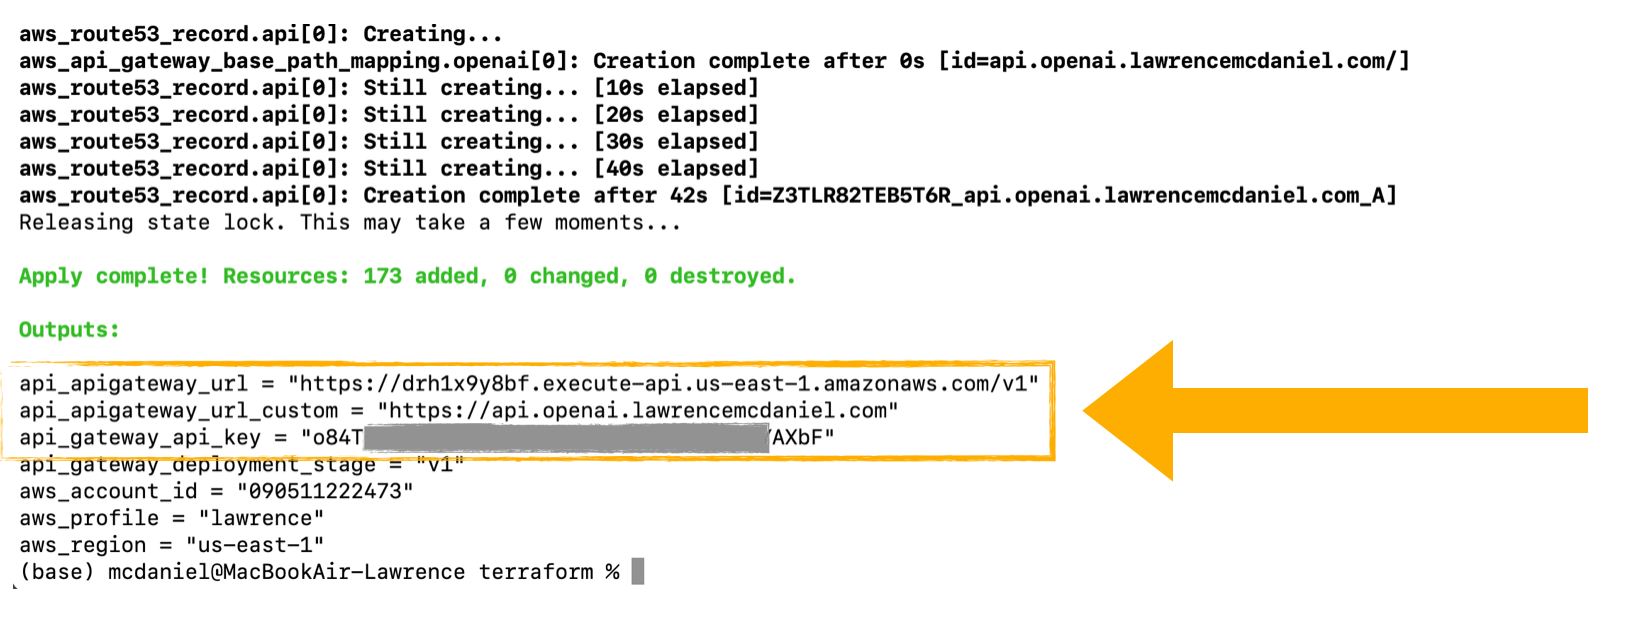 aws_route53_record.api[0]: Creating...
aws_api_gateway_base_path_mapping.openai[0]: Creation complete after 0s [id=api.openai.lawrencemcdaniel.com/]
aws_route53_record.api[0]: Still creating... [10s elapsed]
aws_route53_record.api[0]: Still creating... [20s elapsed]
aws_route53_record.api[0]: Still creating... [30s elapsed]
aws_route53_record.api[0]: Still creating... [40s elapsed]
aws_route53_record.api[0]: Creation complete after 42s [id=Z3TLR82TEB5T6R_api.openai.lawrencemcdaniel.com_A]
Releasing state lock. This may take a few moments...
Apply complete! Resources: 173 added, 0 changed, 0 destroyed.
Outputs:
api_apigateway_url = "https://drh1x9y8bf.execute-api.us-east-1.amazonaws.com/v1"
api_apigateway_url_custom = "https://api.openai.lawrencemcdaniel.com"
api_gateway_api_key = "o84T /AXbF"
api_gateway_deployment_stage = "v1"
aws_account_id = "090511222473"
aws_profile = "lawrence"
aws_region = "us-east-1"
(base) mcdaniel@MacBookAir-Lawrence terraform %